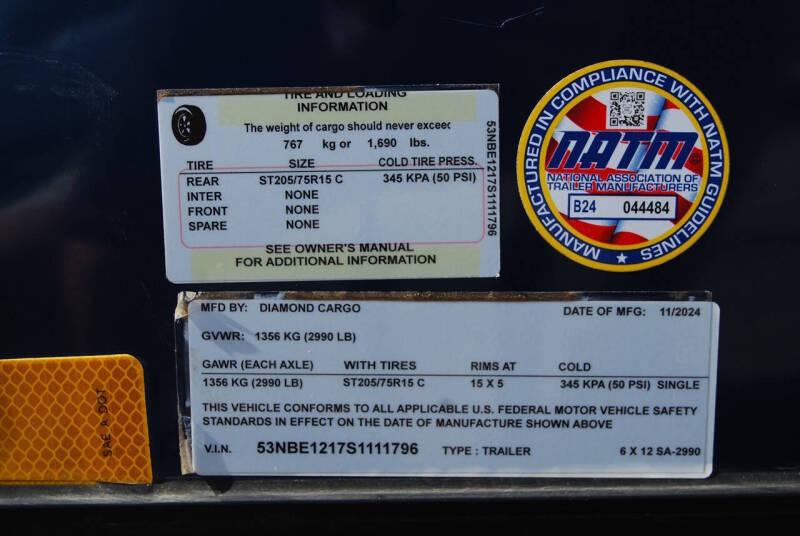 TIRE AND LOADING
INFORMATION
The weight of cargo should never exceed
767 kg or 1,690 lbs.
TIRE SIZE COLD TIRE PRESS.
REAR ST205/75R15 C 345 KPA (50 PSI)
INTER NONE
FRONT NONE
SPARE NONE
SEE OWNER'S MANUAL
FOR ADDITIONAL INFORMATION
53NBE1217S1111796
MANUFACTURED IN COMPLIANCE WITH NATM GUIDELINES
NATM
NATIONAL ASSOCIATION OF
TRAILER MANUFACTURERS
B24 044484
MFD BY: DIAMOND CARGO DATE OF MFG: 11/2024
GVWR: 1356 KG (2990 LB)
GAWR (EACH AXLE) WITH TIRES RIMS AT COLD
1356 KG (2990 LB) ST205/75R15 C 15 X 5 345 KPA (50 PSI) SINGLE
THIS VEHICLE CONFORMS TO ALL APPLICABLE U.S. FEDERAL MOTOR VEHICLE SAFETY
STANDARDS IN EFFECT ON THE DATE OF MANUFACTURE SHOWN ABOVE
V.I.N. 53NBE1217S1111796 TYPE : TRAILER 6 X 12 SA-2990
SAE A DOT